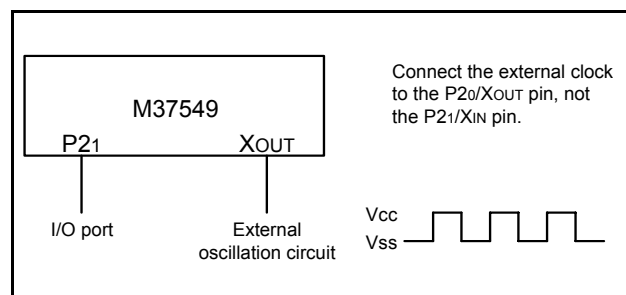 M37549
P21
XOUT
I/O port
External
oscillation circuit
Connect the external clock
to the P20/XOUT pin, not
the P21/XIN pin.
Vcc
Vss